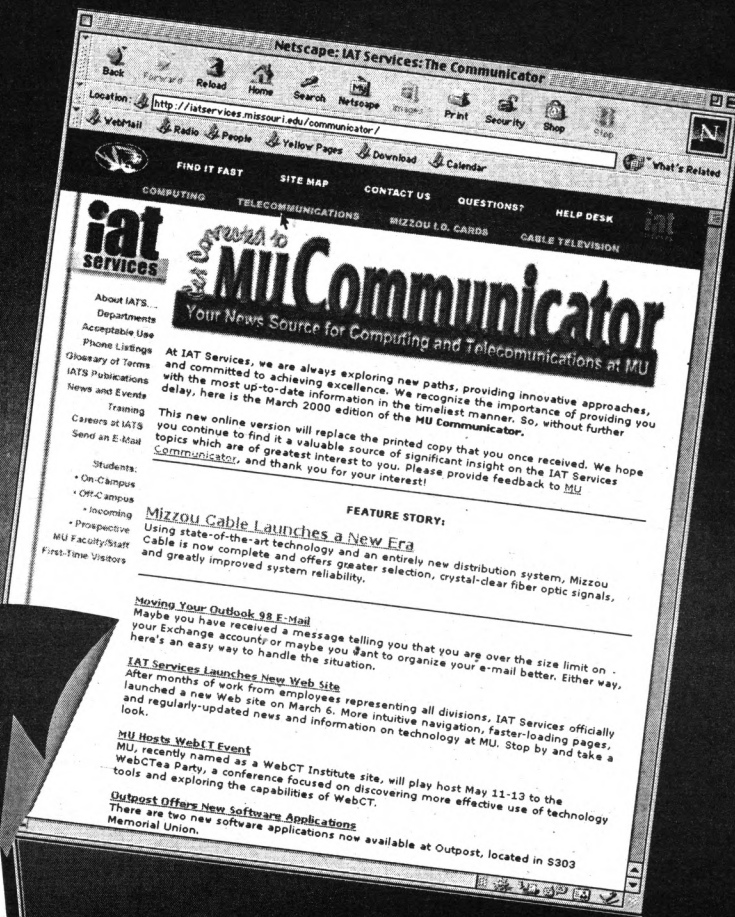 Netscape: IAT Services: The Communicator
Back Forward Reload Home Search Netscape Images Print Security Shop Stop
Location: http://iatservices.missouri.edu/communicator/
What's Related
WebMail Radio People Yellow Pages Download Calendar
FIND IT FAST SITE MAP CONTACT US QUESTIONS? HELP DESK iat
COMPUTING TELECOMMUNICATIONS MIZZOU I.D. CARDS CABLE TELEVISION
iat
services
Get Connected to
MU Communicator
Your News Source for Computing and Telecommunications at MU
About IATS...
Departments
Acceptable Use
Phone Listings
Glossary of Terms
IATS Publications
News and Events
Training
Careers at IATS
Send an E-Mail
Students:
• On-Campus
• Off-Campus
• Incoming
• Prospective
MU Faculty/Staff
First-Time Visitors
At IAT Services, we are always exploring new paths, providing innovative approaches,
and committed to achieving excellence. We recognize the importance of providing you
with the most up-to-date information in the timeliest manner. So, without further
delay, here is the March 2000 edition of the MU Communicator.
This new online version will replace the printed copy that you once received. We hope
you continue to find it a valuable source of significant insight on the IAT Services
topics which are of greatest interest to you. Please provide feedback to MU
Communicator, and thank you for your interest!
FEATURE STORY:
Mizzou Cable Launches a New Era
Using state-of-the-art technology and an entirely new distribution system, Mizzou
Cable is now complete and offers greater selection, crystal-clear fiber optic signals,
and greatly improved system reliability.
Moving Your Outlook 98 E-Mail
Maybe you have received a message telling you that you are over the size limit on
your Exchange account, or maybe you want to organize your e-mail better. Either way,
here's an easy way to handle the situation.
IAT Services Launches New Web Site
After months of work from employees representing all divisions, IAT Services officially
launched a new Web site on March 6. More intuitive navigation, faster-loading pages,
and regularly-updated news and information on technology at MU. Stop by and take a
look.
MU Hosts WebCT Event
MU, recently named as a WebCT Institute site, will play host May 11-13 to the
WebCTea Party, a conference focused on discovering more effective use of technology
tools and exploring the capabilities of WebCT.
Outpost Offers New Software Applications
There are two new software applications now available at Outpost, located in S303
Memorial Union.